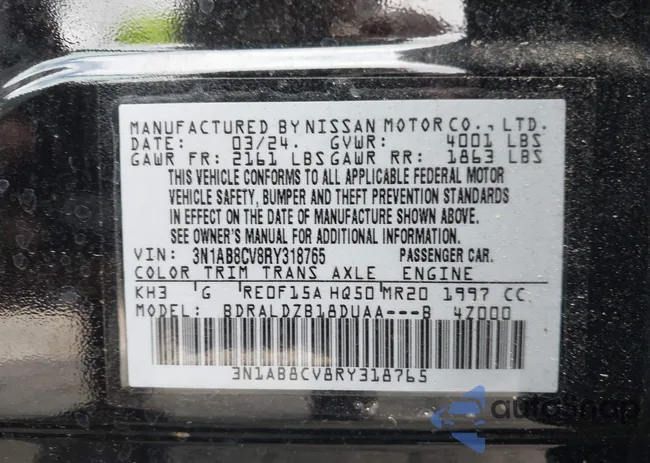 MANUFACTURED BY NISSAN MOTOR CO., LTD.
DATE: 03/24. GVWR: 4001 LBS
GAWR FR: 2161 LBS GAWR RR: 1863 LBS
THIS VEHICLE CONFORMS TO ALL APPLICABLE FEDERAL MOTOR
VEHICLE SAFETY, BUMPER AND THEFT PREVENTION STANDARDS
IN EFFECT ON THE DATE OF MANUFACTURE SHOWN ABOVE.
SEE OWNER'S MANUAL FOR ADDITIONAL INFORMATION.
VIN: 3N1AB8CV8RY318765 PASSENGER CAR.
COLOR TRIM TRANS AXLE ENGINE
KH3 G RE0F15A HQ50 MR20 1997 CC
MODEL: BDRALDZB18DUAA---B 4Z000
3N1AB8CV8RY318765
autosnap